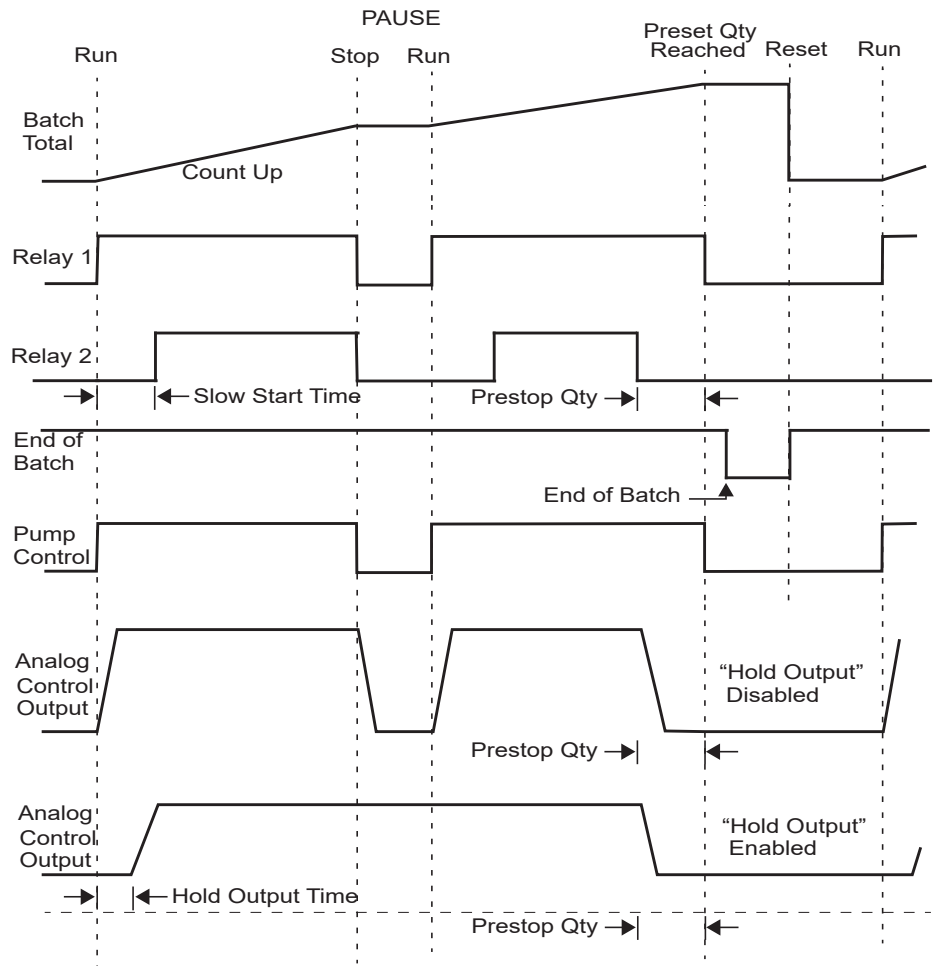 PAUSE
Run
Stop
Run
Preset Qty
Reached
Reset
Run
Batch
Total
Count Up
Relay 1
Relay 2
Slow Start Time
Prestop Qty
End of
Batch
End of Batch
Pump
Control
Analog
Control
Output
“Hold Output”
Disabled
Prestop Qty
Analog
Control
Output
“Hold Output”
Enabled
Hold Output Time
Prestop Qty